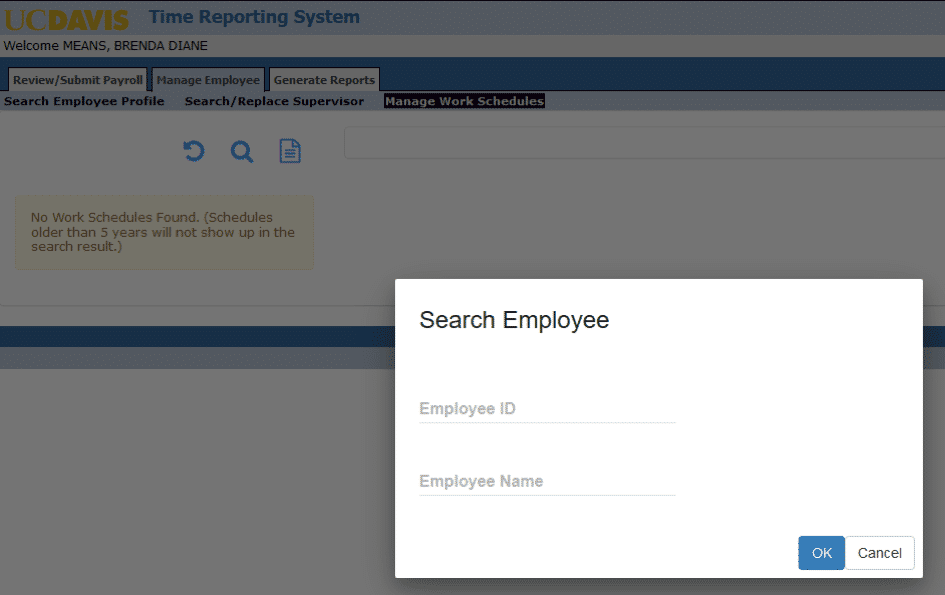 UCDAVIS Time Reporting System
Welcome MEANS, BRENDA DIANE
Review/Submit Payroll Manage Employee Generate Reports
Search Employee Profile Search/Replace Supervisor Manage Work Schedules
No Work Schedules Found. (Schedules
older than 5 years will not show up in the
search result.)
Search Employee
Employee ID
Employee Name
OK Cancel